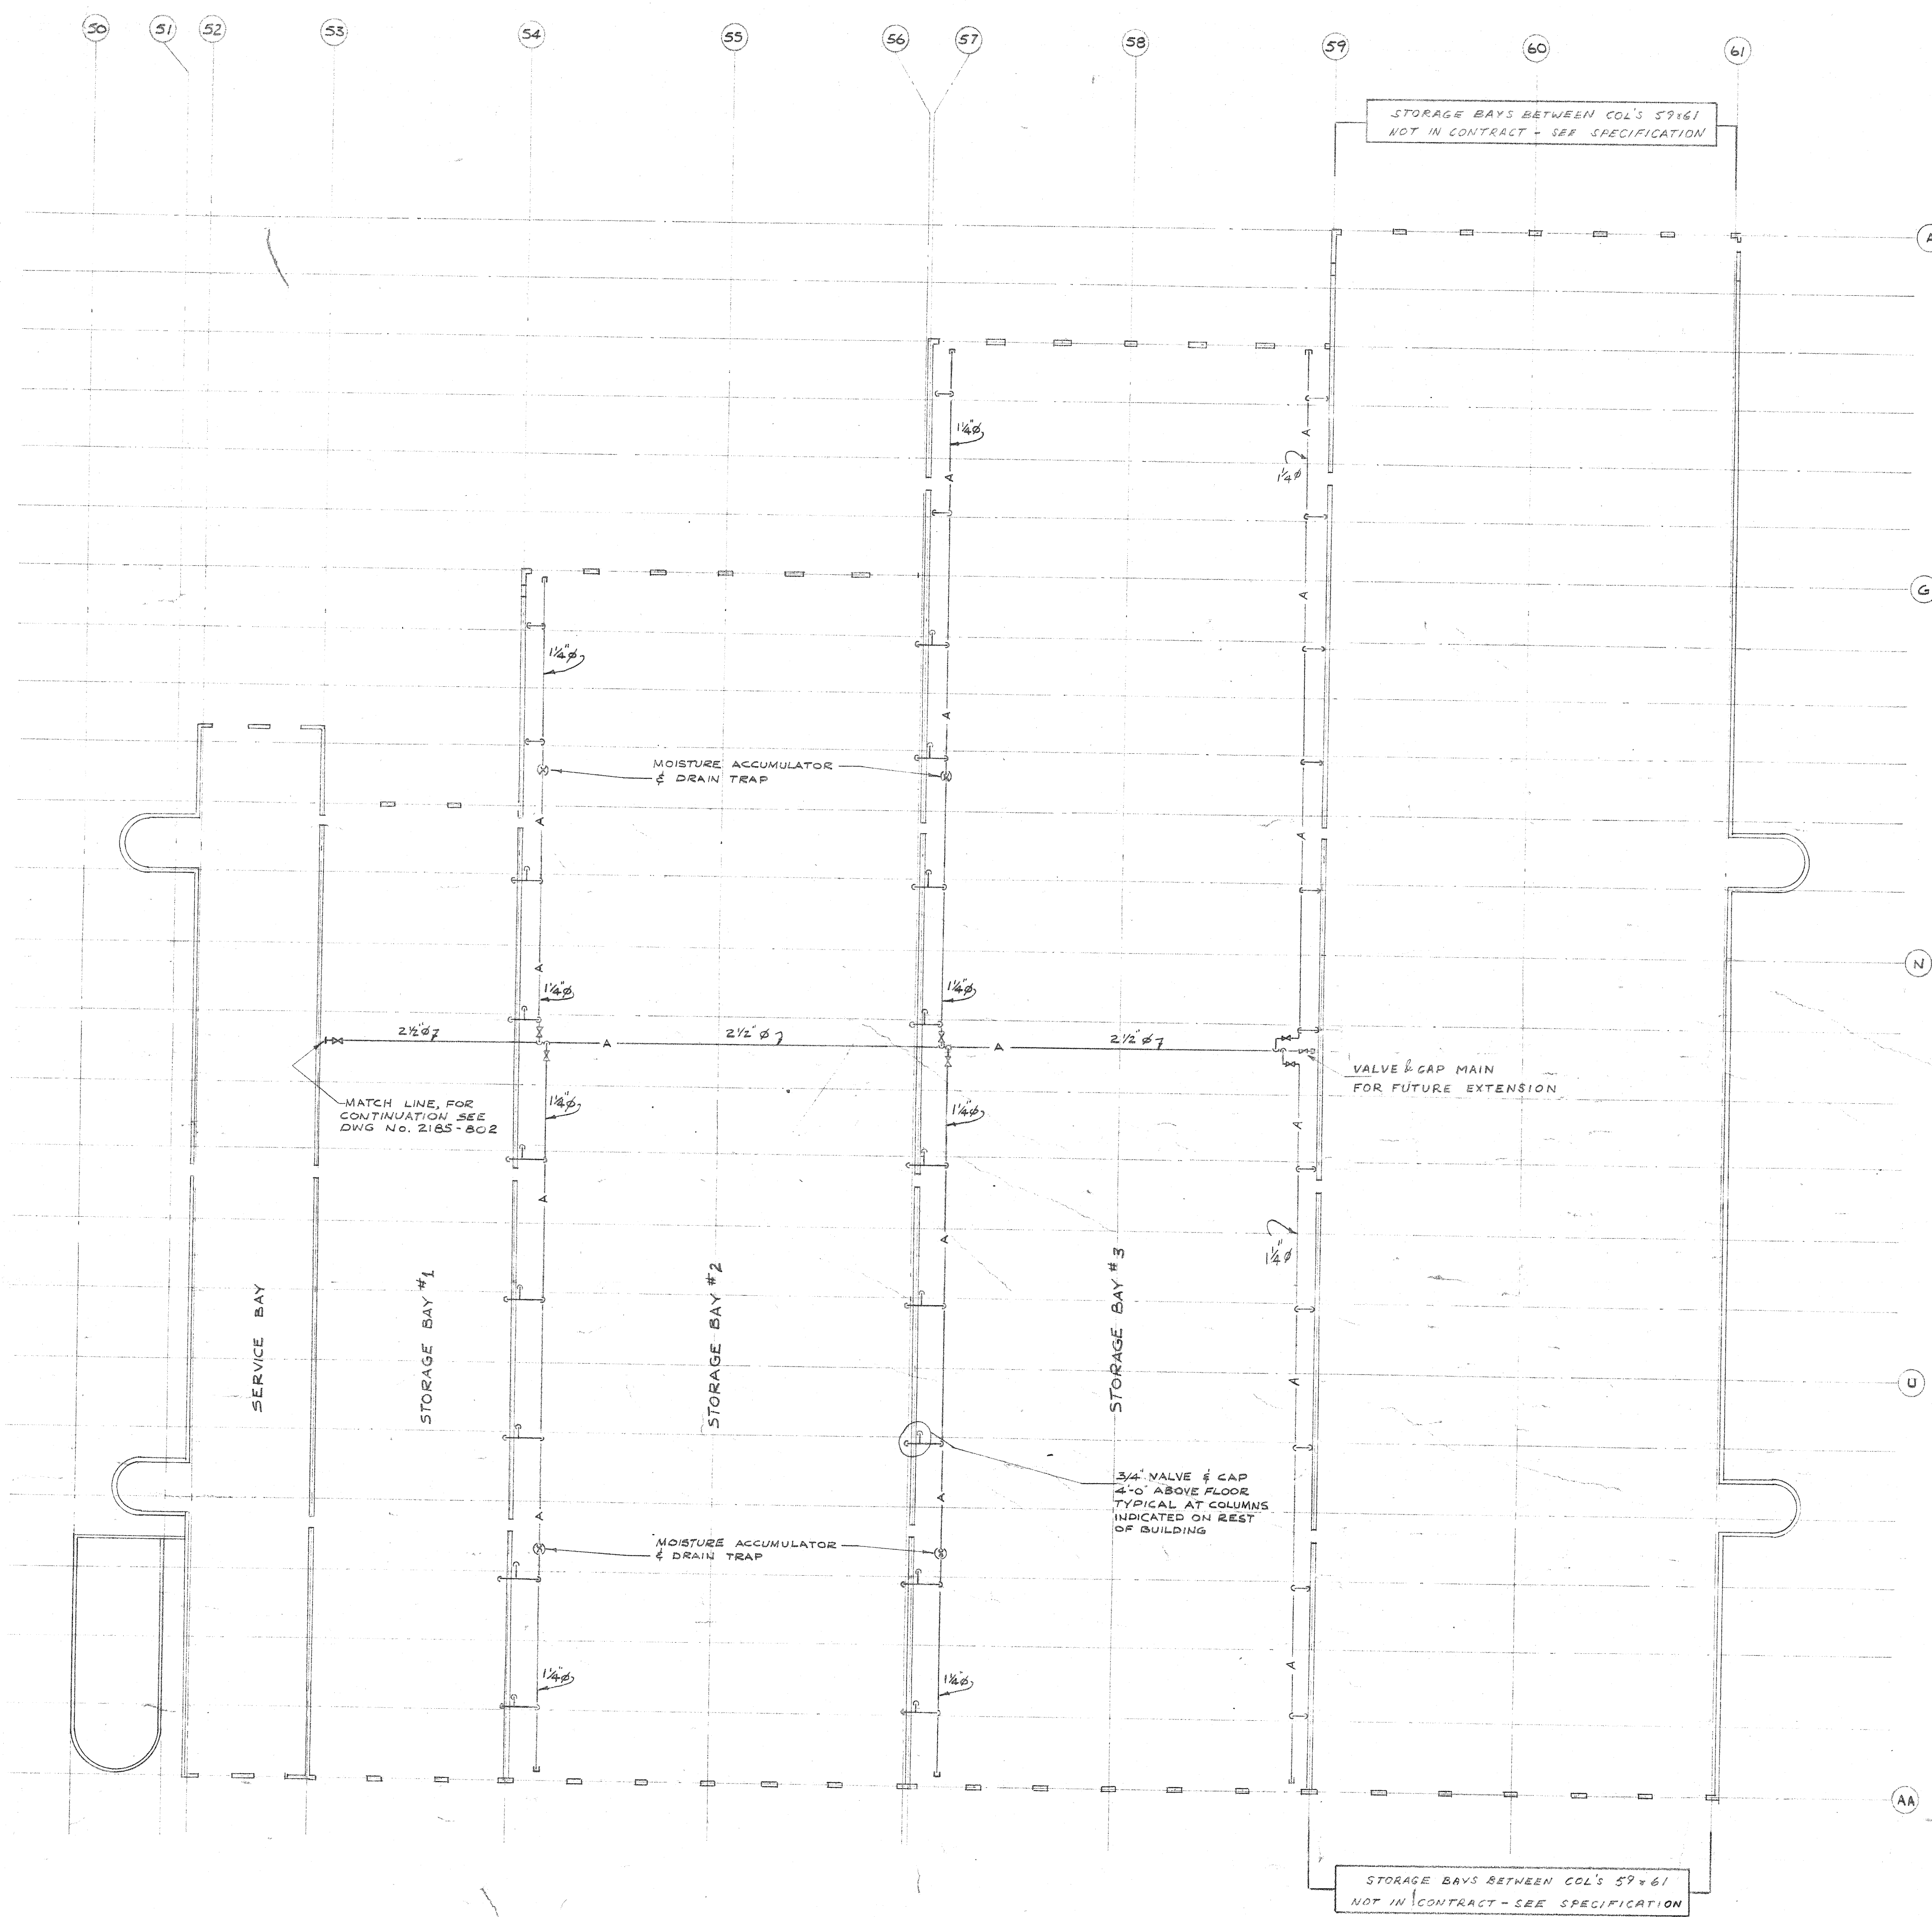 50 51 52 53 54 55 56 57 58 59 60 61
STORAGE BAYS BETWEEN COL'S 59&61
NOT IN CONTRACT - SEE SPECIFICATION
A
1¼"ø
A
A
1¼"ø
A
G
1¼"ø
A
MOISTURE ACCUMULATOR
& DRAIN TRAP
A
A
N
A
1¼"ø
1¼"ø
2½"ø
A
2½"ø
A
2½"ø
VALVE & CAP MAIN
FOR FUTURE EXTENSION
MATCH LINE, FOR
CONTINUATION SEE
DWG No. 2185-802
1¼"ø
1¼"ø
A
A
A
1¼"ø
SERVICE BAY
STORAGE BAY #1
STORAGE BAY #2
STORAGE BAY #3
A
U
3/4" VALVE & CAP
4'-0" ABOVE FLOOR
TYPICAL AT COLUMNS
INDICATED ON REST
OF BUILDING
A
A
MOISTURE ACCUMULATOR
& DRAIN TRAP
1¼"ø
1¼"ø
A
AA
STORAGE BAYS BETWEEN COL'S 59&61
NOT IN CONTRACT - SEE SPECIFICATION